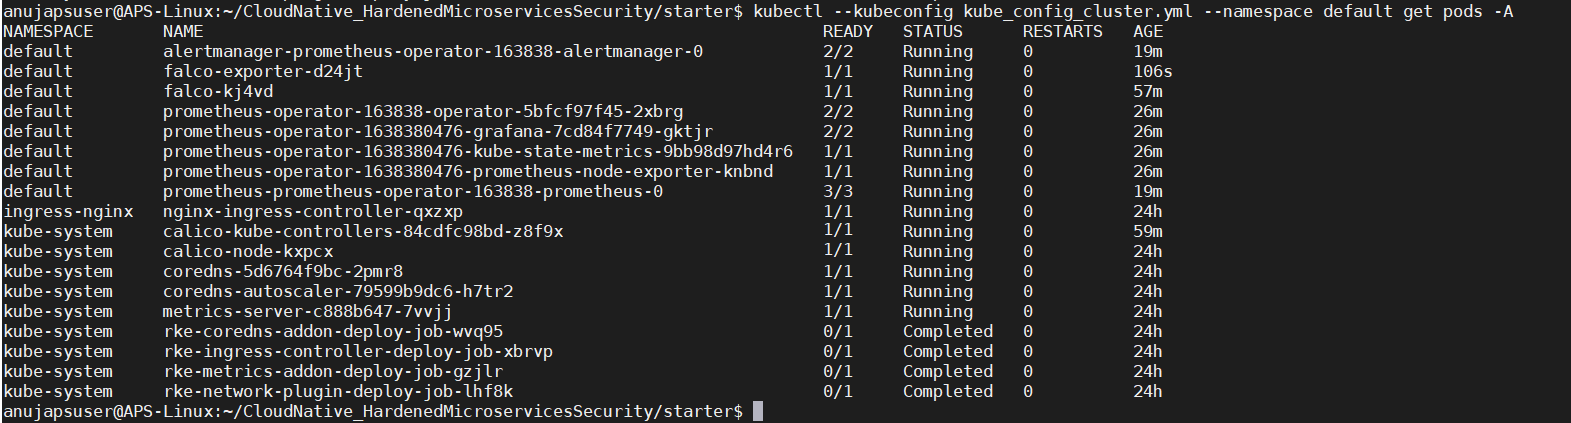 anujapsuser@APS-Linux:~/CloudNative_HardenedMicroservicesSecurity/starter$ kubectl --kubeconfig kube_config_cluster.yml --namespace default get pods -A
NAMESPACE NAME READY STATUS RESTARTS AGE
default alertmanager-prometheus-operator-163838-alertmanager-0 2/2 Running 0 19m
default falco-exporter-d24jt 1/1 Running 0 106s
default falco-kj4vd 1/1 Running 0 57m
default prometheus-operator-163838-operator-5bfcf97f45-2xbrg 2/2 Running 0 26m
default prometheus-operator-1638380476-grafana-7cd84f7749-gktjr 2/2 Running 0 26m
default prometheus-operator-1638380476-kube-state-metrics-9bb98d97hd4r6 1/1 Running 0 26m
default prometheus-operator-1638380476-prometheus-node-exporter-knbnd 1/1 Running 0 26m
default prometheus-prometheus-operator-163838-prometheus-0 3/3 Running 0 19m
ingress-nginx nginx-ingress-controller-qxzxp 1/1 Running 0 24h
kube-system calico-kube-controllers-84cdfc98bd-z8f9x 1/1 Running 0 59m
kube-system calico-node-kxpcx 1/1 Running 0 24h
kube-system coredns-5d6764f9bc-2pmr8 1/1 Running 0 24h
kube-system coredns-autoscaler-79599b9dc6-h7tr2 1/1 Running 0 24h
kube-system metrics-server-c888b647-7vvjj 1/1 Running 0 24h
kube-system rke-coredns-addon-deploy-job-wvq95 0/1 Completed 0 24h
kube-system rke-ingress-controller-deploy-job-xbrvp 0/1 Completed 0 24h
kube-system rke-metrics-addon-deploy-job-gzjlr 0/1 Completed 0 24h
kube-system rke-network-plugin-deploy-job-lhf8k 0/1 Completed 0 24h
anujapsuser@APS-Linux:~/CloudNative_HardenedMicroservicesSecurity/starter$